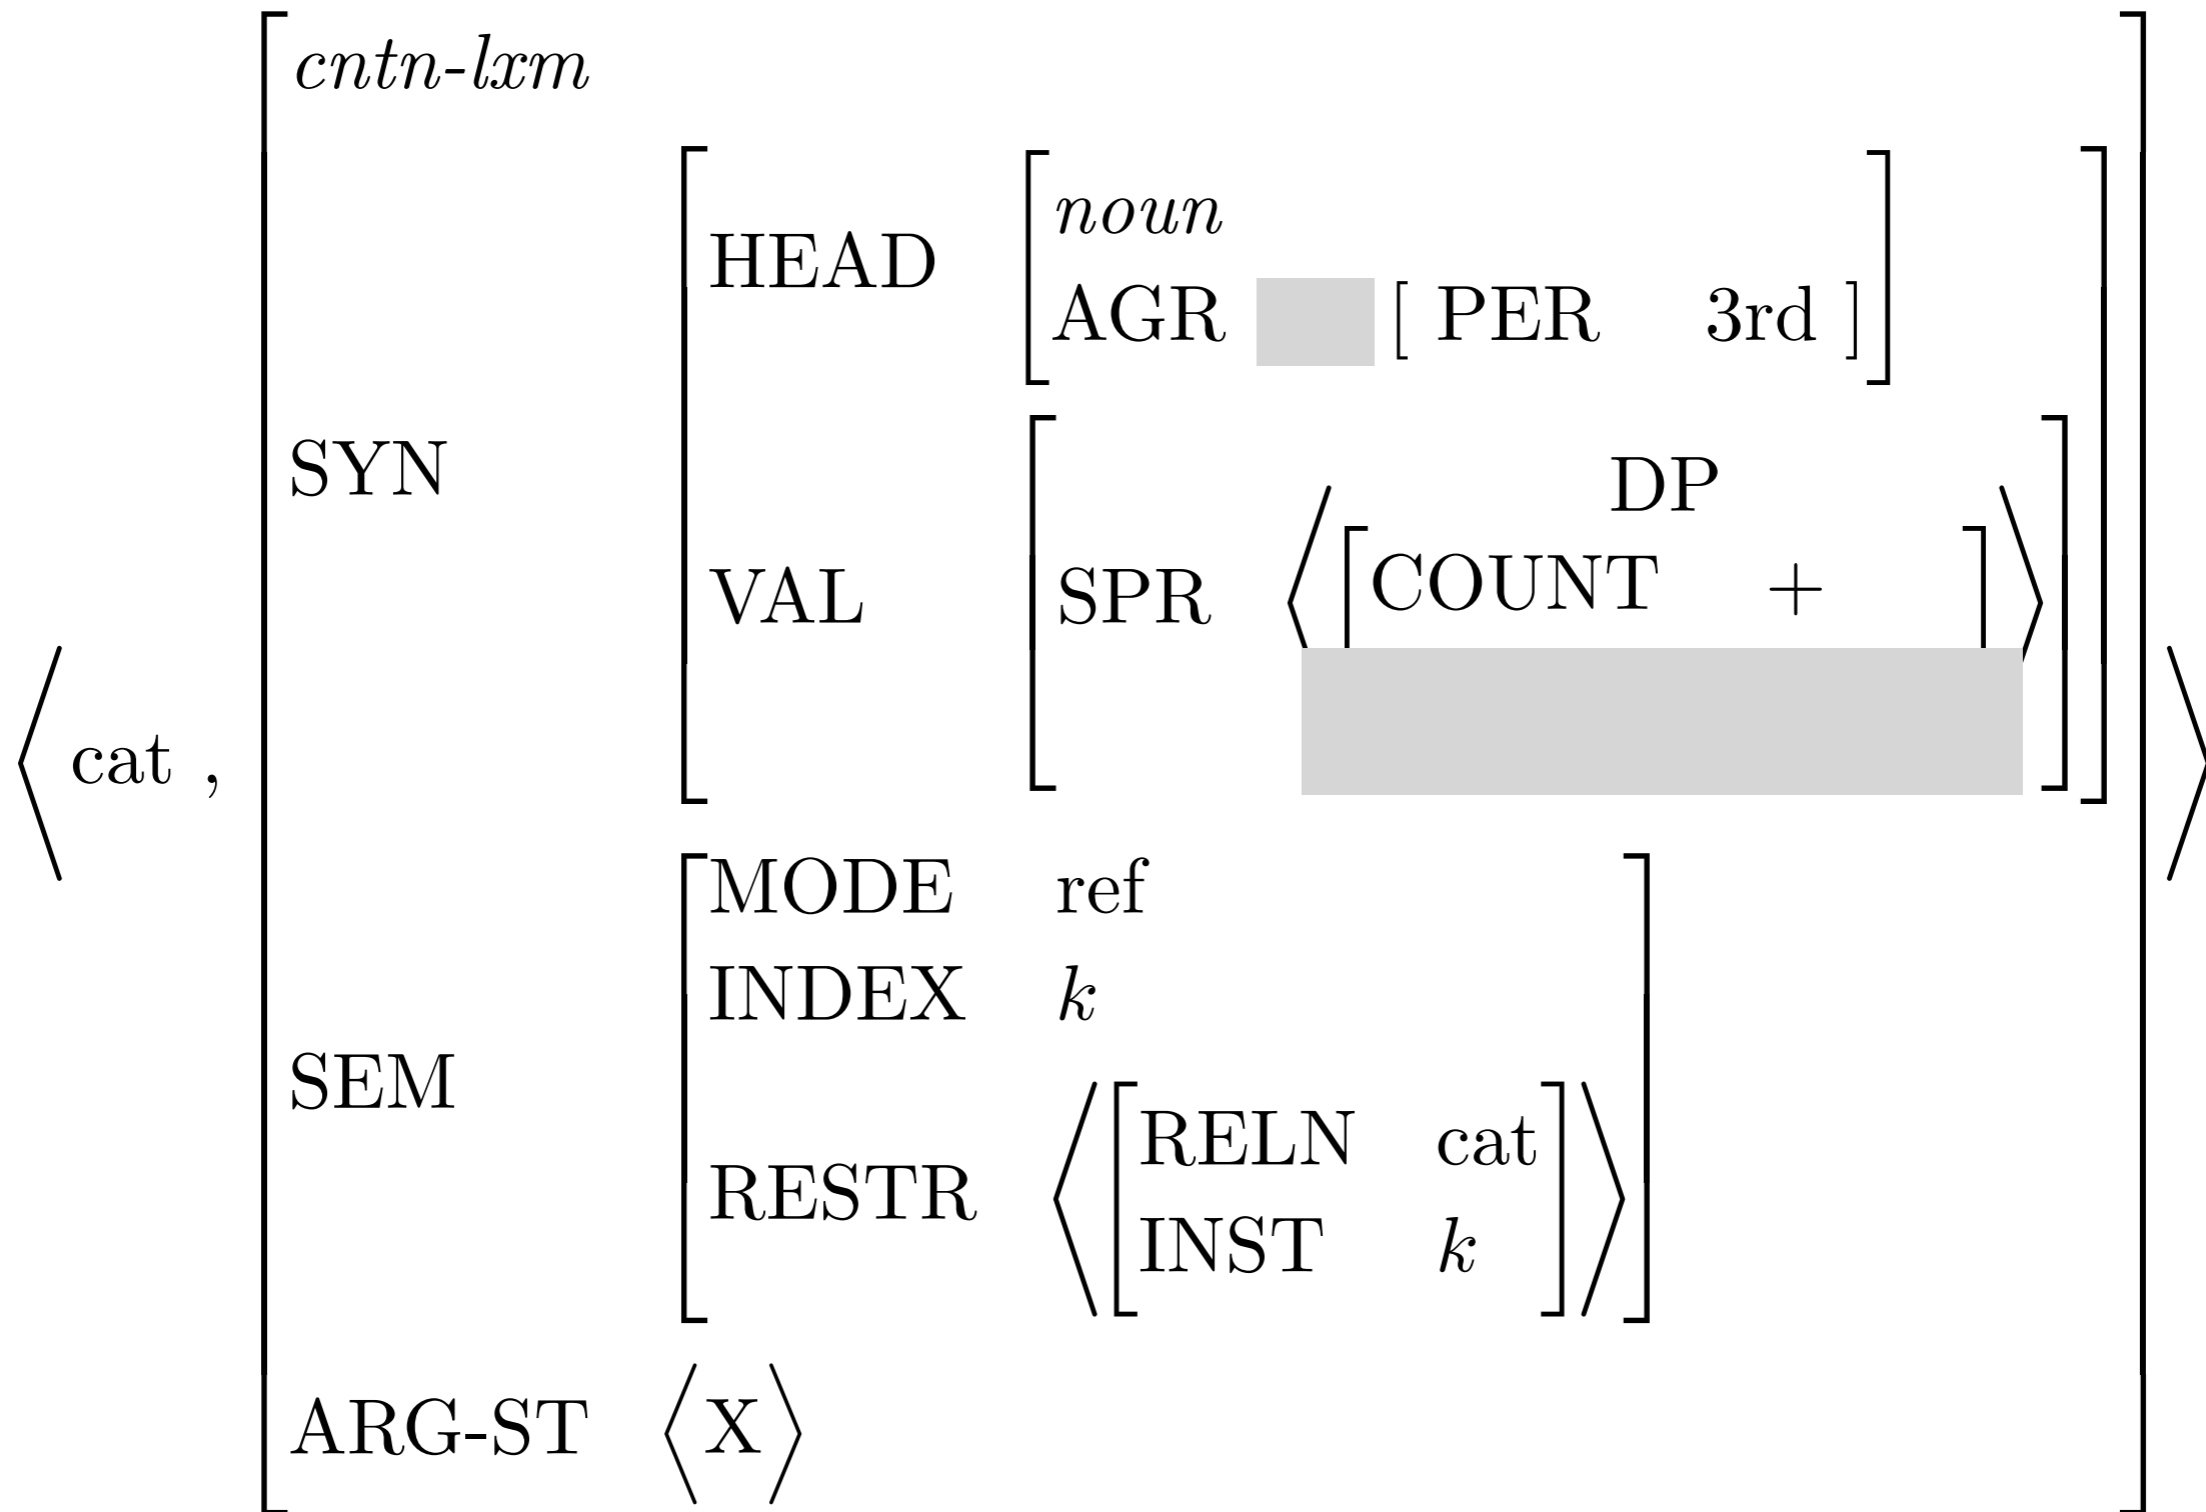 cntn-lxm
HEAD [ noun
AGR [ PER 3rd ] ]
SYN
VAL [ SPR ⟨ DP
[ COUNT + ] ⟩ ]
⟨ cat ,
SEM
MODE ref
INDEX k
RESTR ⟨ [ RELN cat
INST k ] ⟩
ARG-ST ⟨ X ⟩